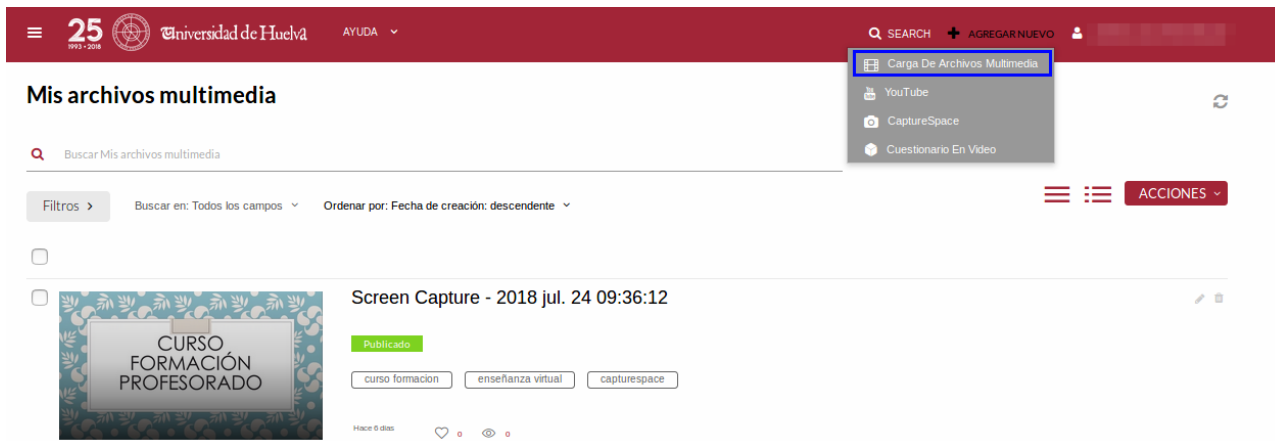 25
1993 - 2018
Universidad de Huelva
AYUDA
SEARCH
AGREGAR NUEVO
Carga De Archivos Multimedia
YouTube
CaptureSpace
Cuestionario En Video
Mis archivos multimedia
Buscar Mis archivos multimedia
Filtros >
Buscar en: Todos los campos
Ordenar por: Fecha de creación: descendente
ACCIONES
CURSO
FORMACIÓN
PROFESORADO
Screen Capture - 2018 jul. 24 09:36:12
Publicado
curso formacion
enseñanza virtual
capturespace
Hace 6 días
0
0